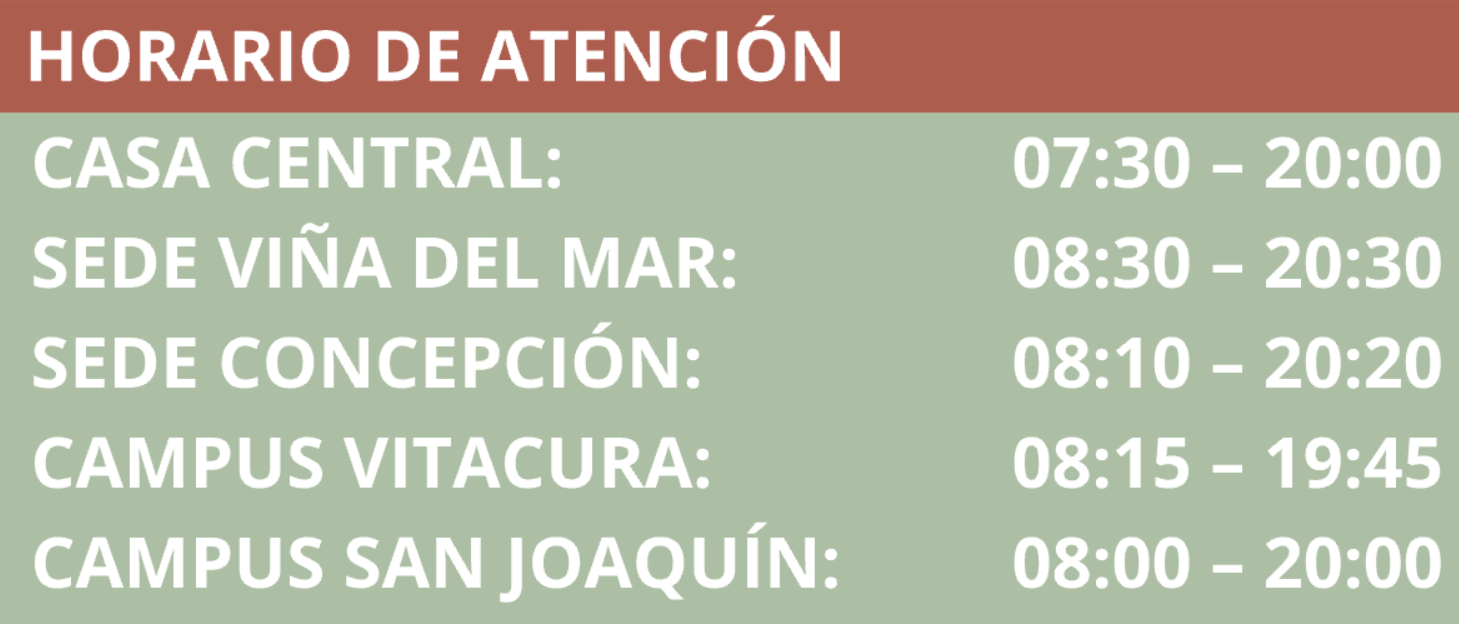 HORARIO DE ATENCIÓN
CASA CENTRAL: 07:30 – 20:00
SEDE VIÑA DEL MAR: 08:30 – 20:30
SEDE CONCEPCIÓN: 08:10 – 20:20
CAMPUS VITACURA: 08:15 – 19:45
CAMPUS SAN JOAQUÍN: 08:00 – 20:00